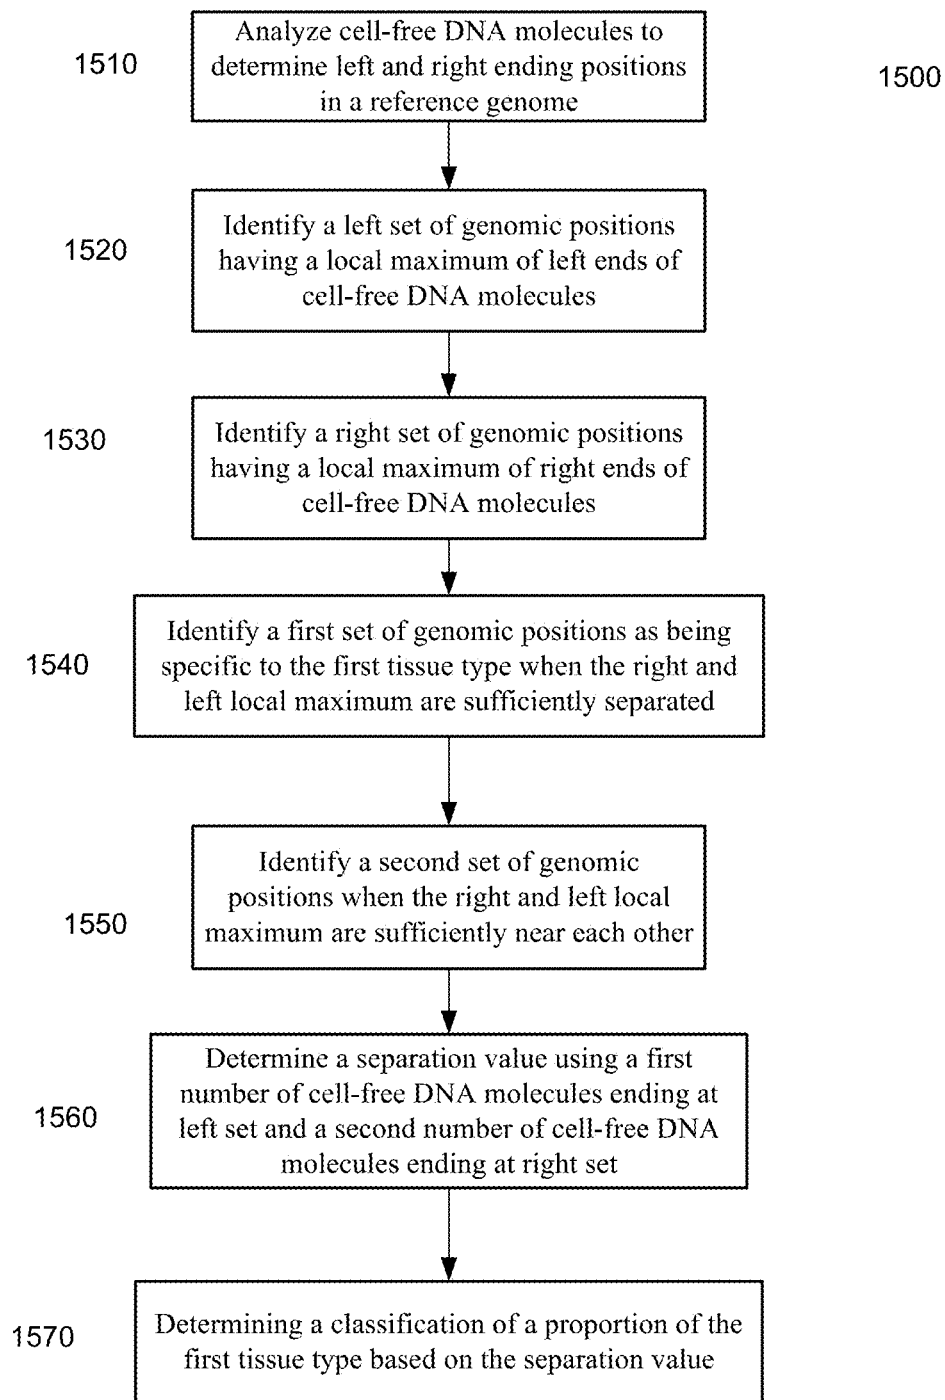 1500
1510
Analyze cell-free DNA molecules to
determine left and right ending positions
in a reference genome
1520
Identify a left set of genomic positions
having a local maximum of left ends of
cell-free DNA molecules
1530
Identify a right set of genomic positions
having a local maximum of right ends of
cell-free DNA molecules
1540
Identify a first set of genomic positions as being
specific to the first tissue type when the right and
left local maximum are sufficiently separated
1550
Identify a second set of genomic
positions when the right and left local
maximum are sufficiently near each other
1560
Determine a separation value using a first
number of cell-free DNA molecules ending at
left set and a second number of cell-free DNA
molecules ending at right set
1570
Determining a classification of a proportion of the
first tissue type based on the separation value